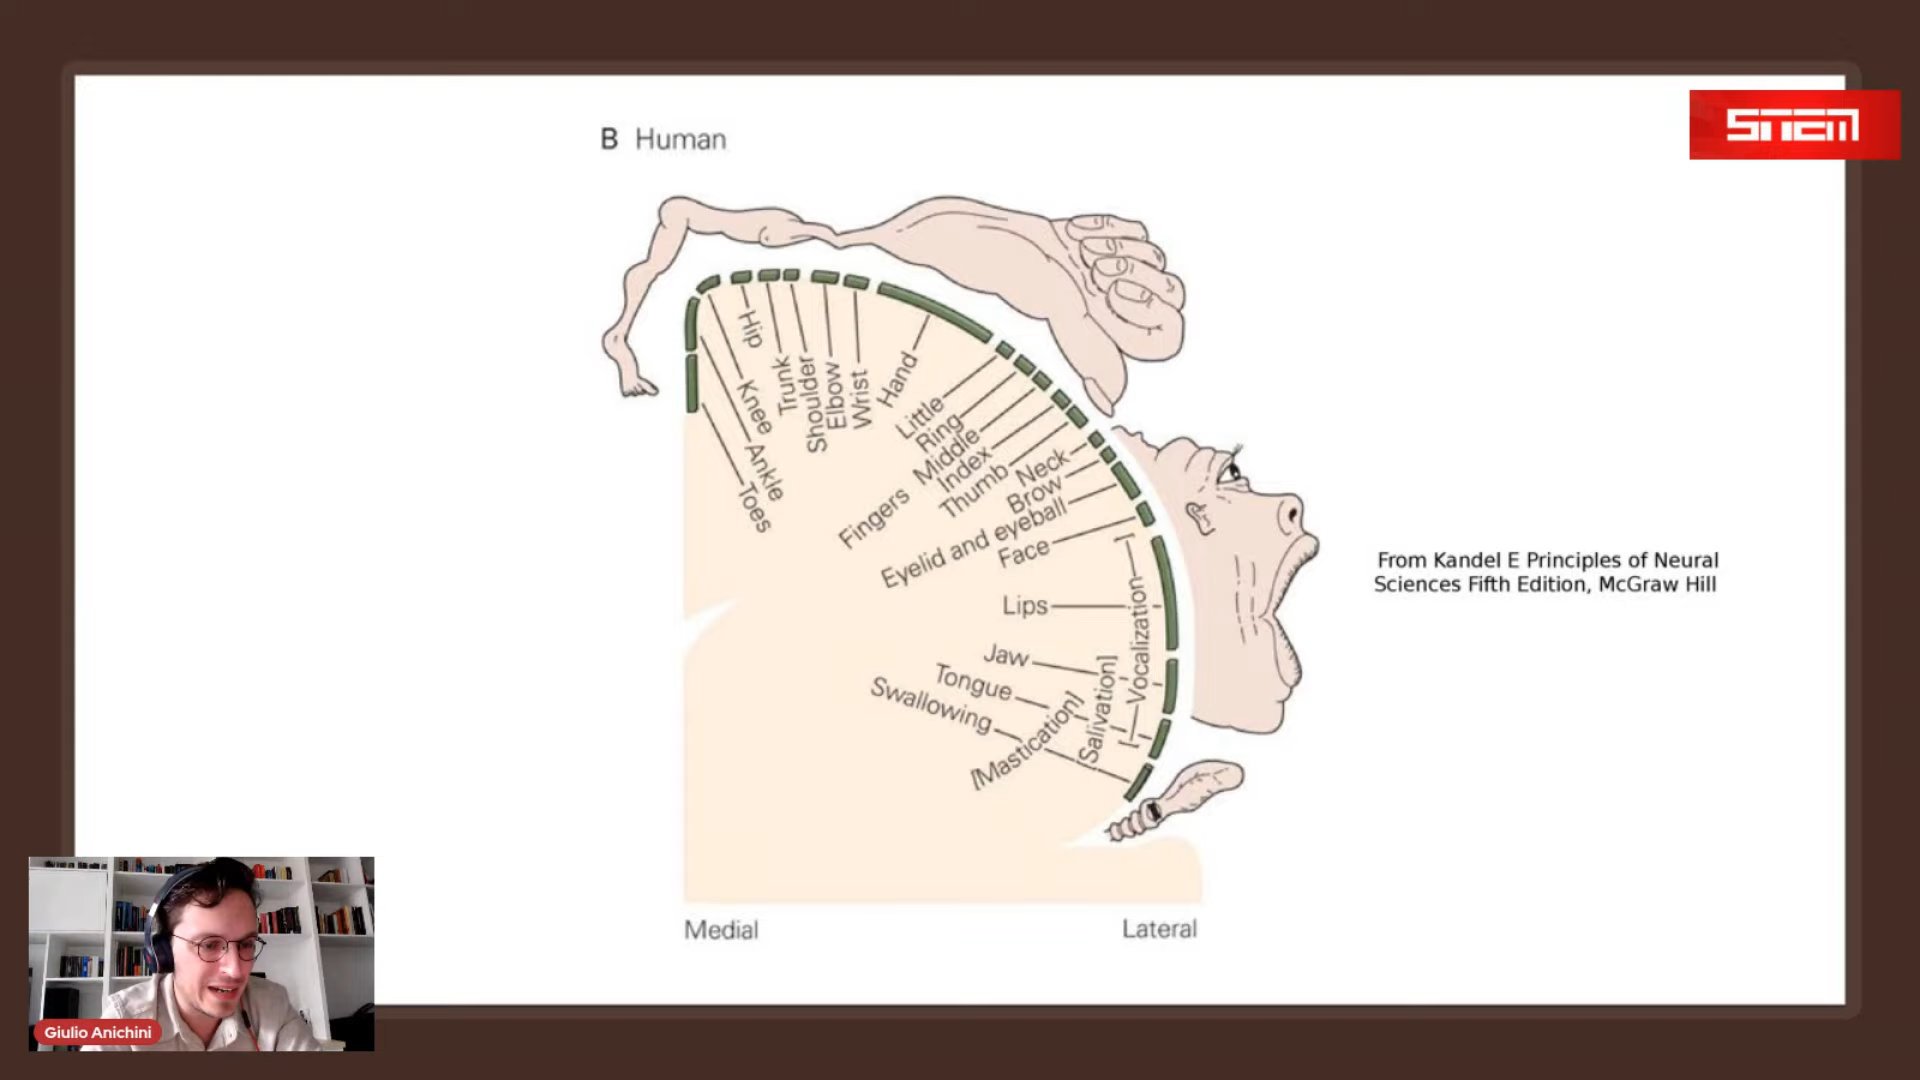 B Human
SNEM
Hip
Trunk
Shoulder
Elbow
Wrist
Hand
Knee
Ankle
Toes
Little
Ring
Middle
Index
Thumb
Fingers
Neck
Brow
Eyelid and eyeball
Face
Lips
Vocalization
Jaw
Tongue
Swallowing
[Mastication]
[Salivation]
From Kandel E Principles of Neural
Sciences Fifth Edition, McGraw Hill
Medial
Lateral
Giulio Anichini